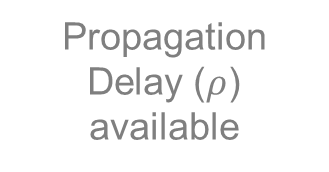 Propagation
Delay (ρ)
available